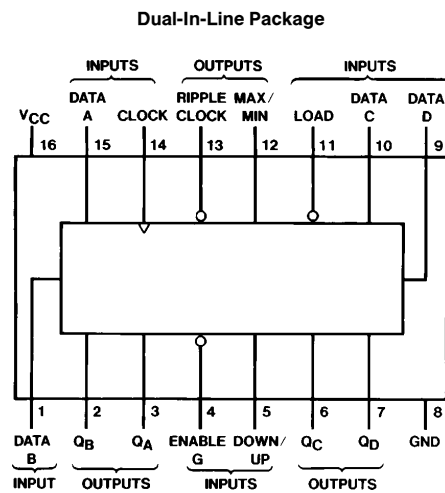 Dual-In-Line Package
INPUTS OUTPUTS INPUTS
DATA RIPPLE MAX/ DATA DATA
VCC A CLOCK CLOCK MIN LOAD C D
16 15 14 13 12 11 10 9
1 2 3 4 5 6 7 8
DATA QB QA ENABLE DOWN/ QC QD GND
B G UP
INPUT OUTPUTS INPUTS OUTPUTS